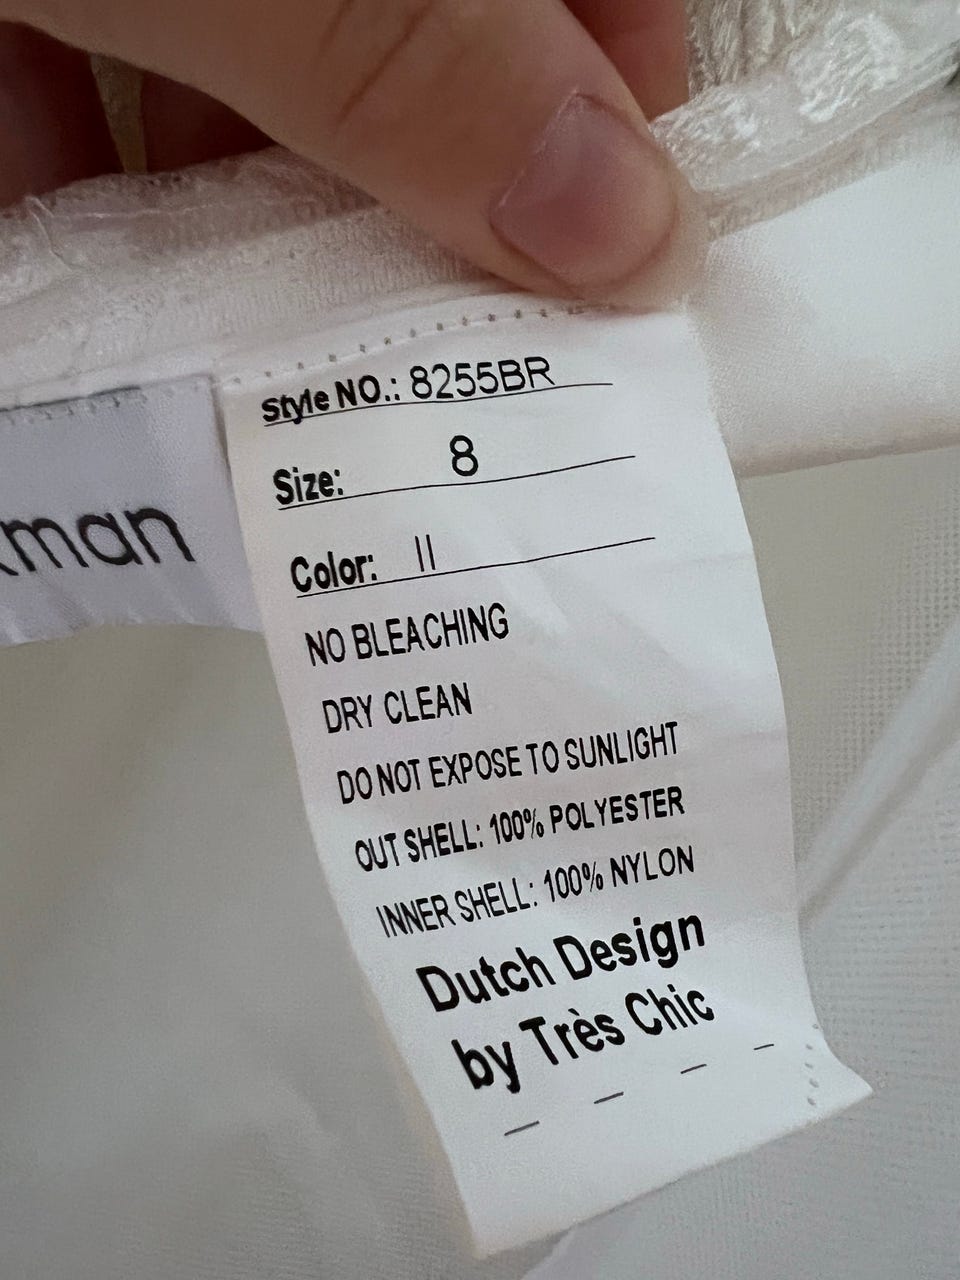 Style NO.: 8255BR
Size: 8
Color: II
NO BLEACHING
DRY CLEAN
DO NOT EXPOSE TO SUNLIGHT
OUT SHELL: 100% POLYESTER
INNER SHELL: 100% NYLON
Dutch Design
by Très Chic